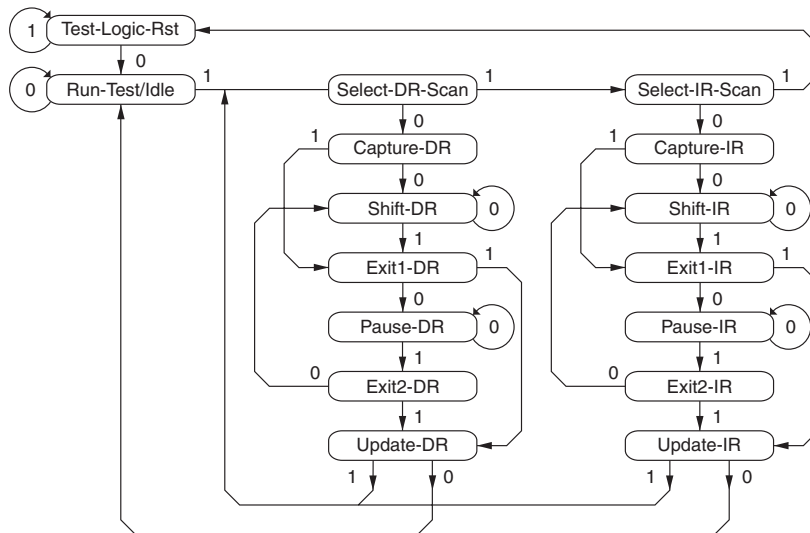 1 Test-Logic-Rst
0
0 Run-Test/Idle 1 Select-DR-Scan 1 Select-IR-Scan 1
0 0
1 Capture-DR 1 Capture-IR
0 0
Shift-DR 0 Shift-IR 0
1 1
Exit1-DR 1 Exit1-IR 1
0 0
Pause-DR 0 Pause-IR 0
1 1
0 Exit2-DR 0 Exit2-IR
1 1
Update-DR Update-IR
1 0 1 0